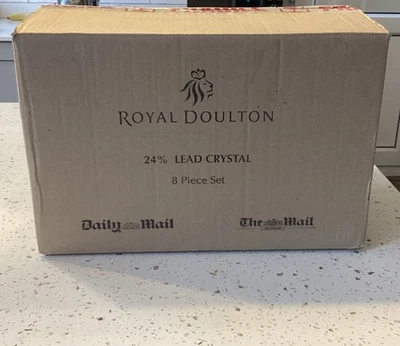 ROYAL DOULTON
24% LEAD CRYSTAL
8 Piece Set
Daily Mail The Mail